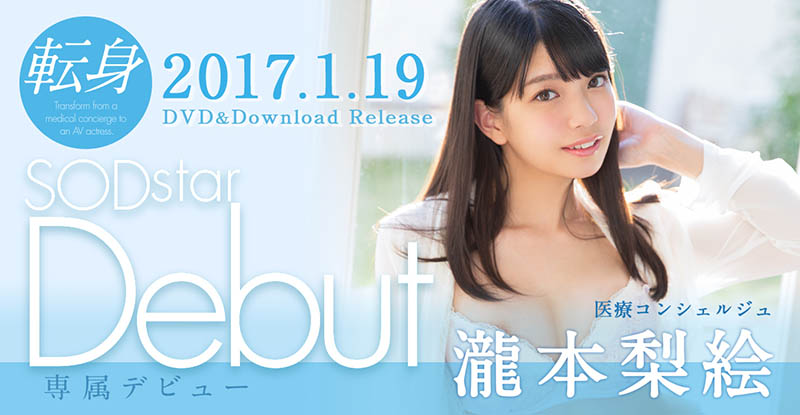 転身
Transform from a
medical concierge to
an AV actress.
2017.1.19
DVD&Download Release
SODstar
Debut
専属デビュー
医療コンシェルジュ
瀧本梨絵